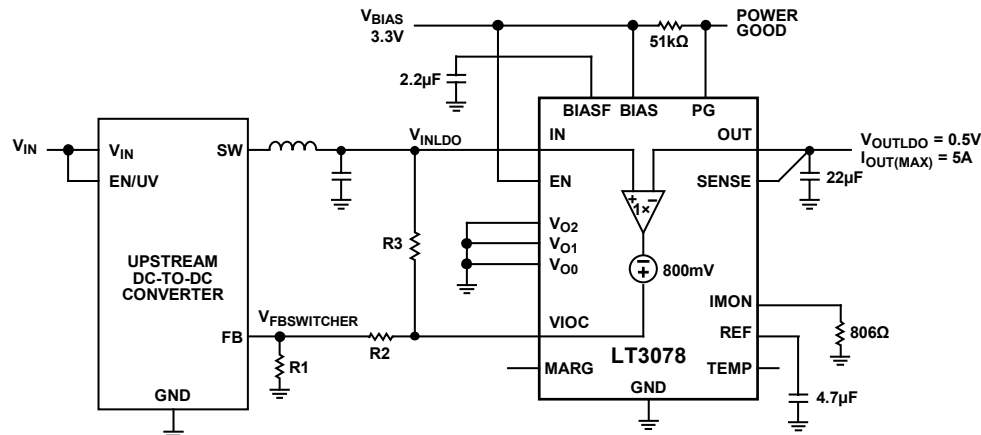 VBIAS
3.3V
51kΩ
POWER
GOOD
2.2µF
BIASF BIAS PG
VIN
VIN
SW
VINLDO
IN
OUT
VOUTLDO = 0.5V
IOUT(MAX) = 5A
EN/UV
EN
SENSE
22µF
+ –
1×
VO2
VO1
VO0
R3
UPSTREAM
DC-TO-DC
CONVERTER
–
+
800mV
IMON
VFBSWITCHER
FB
R2
VIOC
REF
806Ω
R1
LT3078
MARG
TEMP
GND
GND
4.7µF